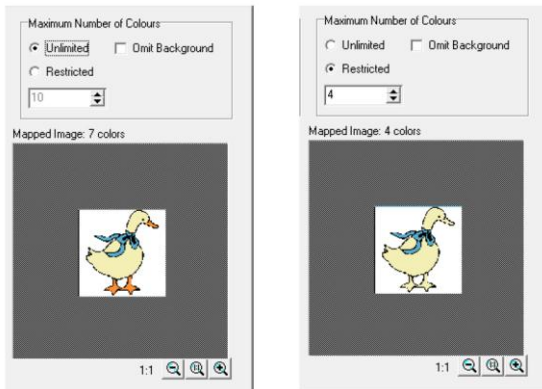 Maximum Number of Colours
Unlimited Omit Background
Restricted
10
Mapped Image: 7 colors
1:1
Maximum Number of Colours
Unlimited Omit Background
Restricted
4
Mapped Image: 4 colors
1:1